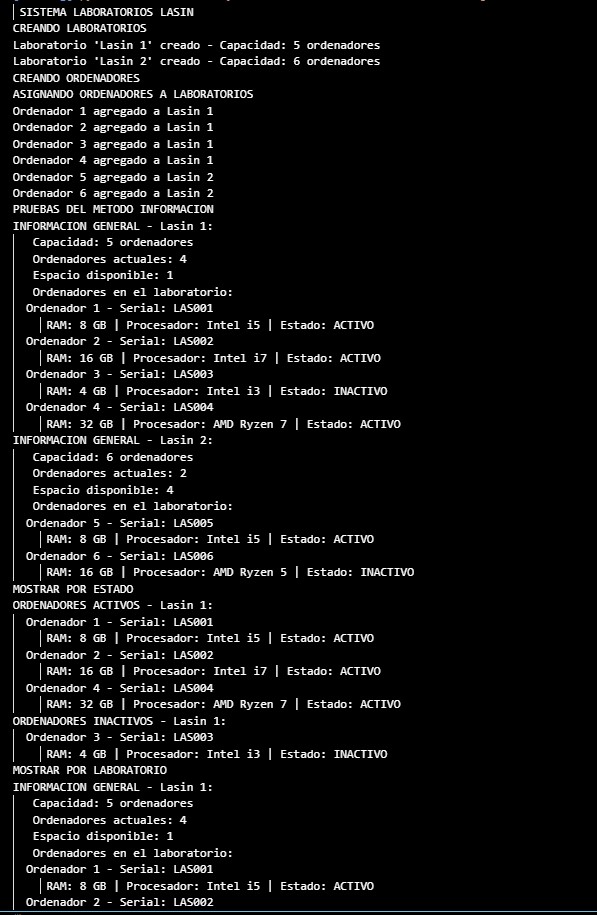 SISTEMA LABORATORIOS LASIN
CREANDO LABORATORIOS
Laboratorio 'Lasin 1' creado - Capacidad: 5 ordenadores
Laboratorio 'Lasin 2' creado - Capacidad: 6 ordenadores
CREANDO ORDENADORES
ASIGNANDO ORDENADORES A LABORATORIOS
Ordenador 1 agregado a Lasin 1
Ordenador 2 agregado a Lasin 1
Ordenador 3 agregado a Lasin 1
Ordenador 4 agregado a Lasin 1
Ordenador 5 agregado a Lasin 2
Ordenador 6 agregado a Lasin 2
PRUEBAS DEL METODO INFORMACION
INFORMACION GENERAL - Lasin 1:
Capacidad: 5 ordenadores
Ordenadores actuales: 4
Espacio disponible: 1
Ordenadores en el laboratorio:
Ordenador 1 - Serial: LAS001
RAM: 8 GB | Procesador: Intel i5 | Estado: ACTIVO
Ordenador 2 - Serial: LAS002
RAM: 16 GB | Procesador: Intel i7 | Estado: ACTIVO
Ordenador 3 - Serial: LAS003
RAM: 4 GB | Procesador: Intel i3 | Estado: INACTIVO
Ordenador 4 - Serial: LAS004
RAM: 32 GB | Procesador: AMD Ryzen 7 | Estado: ACTIVO
INFORMACION GENERAL - Lasin 2:
Capacidad: 6 ordenadores
Ordenadores actuales: 2
Espacio disponible: 4
Ordenadores en el laboratorio:
Ordenador 5 - Serial: LAS005
RAM: 8 GB | Procesador: Intel i5 | Estado: ACTIVO
Ordenador 6 - Serial: LAS006
RAM: 16 GB | Procesador: AMD Ryzen 5 | Estado: INACTIVO
MOSTRAR POR ESTADO
ORDENADORES ACTIVOS - Lasin 1:
Ordenador 1 - Serial: LAS001
RAM: 8 GB | Procesador: Intel i5 | Estado: ACTIVO
Ordenador 2 - Serial: LAS002
RAM: 16 GB | Procesador: Intel i7 | Estado: ACTIVO
Ordenador 4 - Serial: LAS004
RAM: 32 GB | Procesador: AMD Ryzen 7 | Estado: ACTIVO
ORDENADORES INACTIVOS - Lasin 1:
Ordenador 3 - Serial: LAS003
RAM: 4 GB | Procesador: Intel i3 | Estado: INACTIVO
MOSTRAR POR LABORATORIO
INFORMACION GENERAL - Lasin 1:
Capacidad: 5 ordenadores
Ordenadores actuales: 4
Espacio disponible: 1
Ordenadores en el laboratorio:
Ordenador 1 - Serial: LAS001
RAM: 8 GB | Procesador: Intel i5 | Estado: ACTIVO
Ordenador 2 - Serial: LAS002